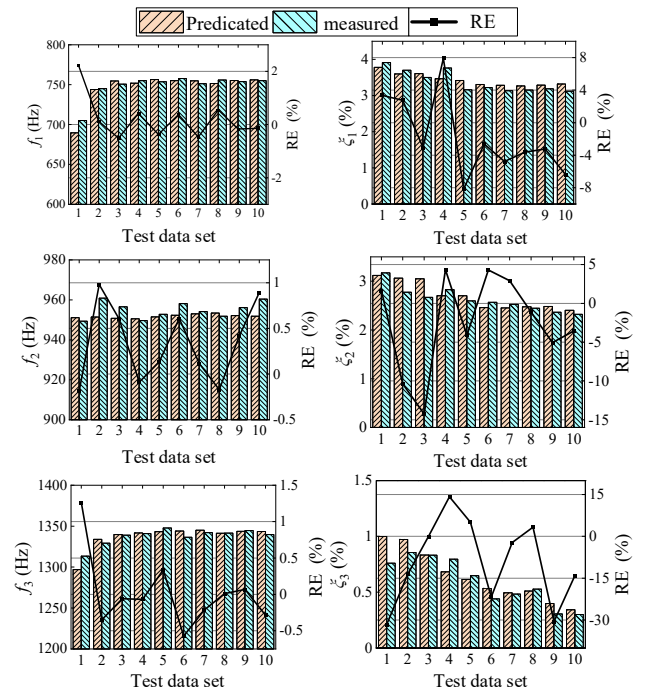 Predicated measured RE
800
750
700
650
600
f1 (Hz)
2
0
-2
RE (%)
1 2 3 4 5 6 7 8 9 10
Test data set
4
3
2
1
0
ξ1 (%)
8
4
0
-4
-8
RE (%)
1 2 3 4 5 6 7 8 9 10
Test data set
980
960
940
920
900
f2 (Hz)
1
0.5
0
-0.5
RE (%)
1 2 3 4 5 6 7 8 9 10
Test data set
3
2
1
0
ξ2 (%)
5
0
-5
-10
-15
RE (%)
1 2 3 4 5 6 7 8 9 10
Test data set
1400
1350
1300
1250
1200
f3 (Hz)
1.5
1
0.5
0
-0.5
RE (%)
1 2 3 4 5 6 7 8 9 10
Test data set
1.5
1
0.5
0
ξ3 (%)
15
0
-15
-30
RE (%)
1 2 3 4 5 6 7 8 9 10
Test data set